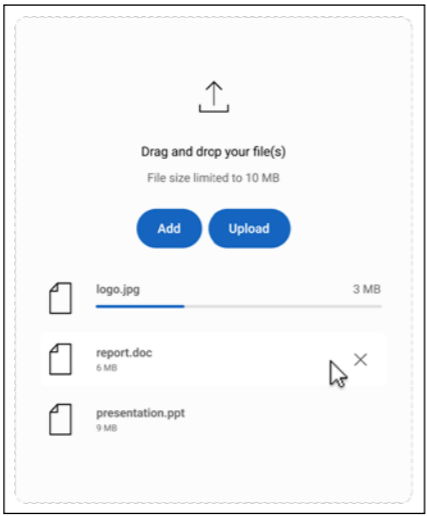 Drag and drop your file(s)
File size limited to 10 MB
Add Upload
logo.jpg 3 MB
report.doc
6 MB
presentation.ppt
9 MB